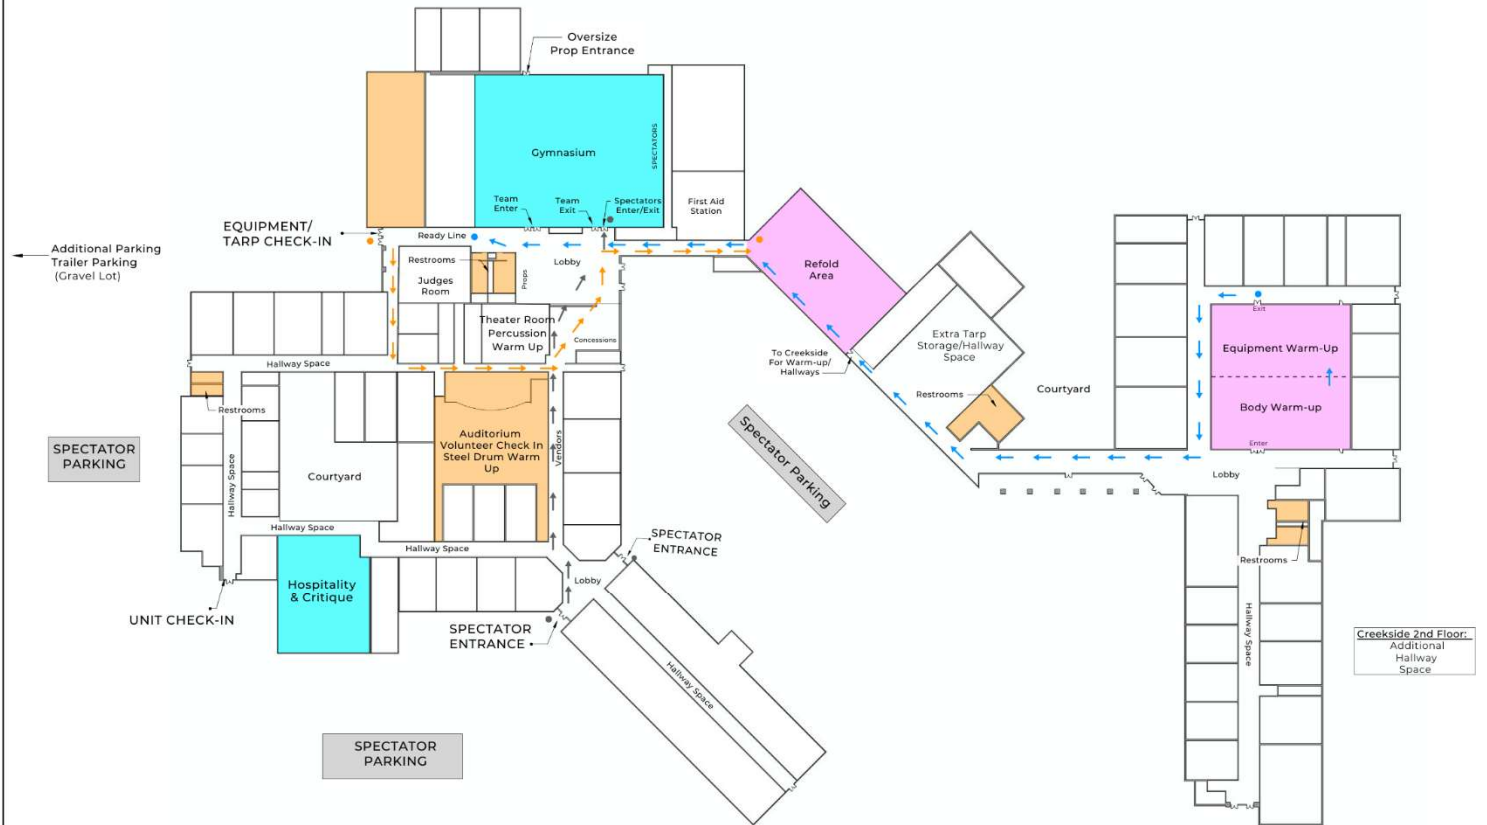 Oversize
Prop Entrance
Gymnasium
SPECTATORS
Team
Enter
Team
Exit
Spectators
Enter/Exit
First Aid
Station
EQUIPMENT/
TARP CHECK-IN
Ready Line
Additional Parking
Trailer Parking
(Gravel Lot)
Restrooms
Judges
Room
Props
Lobby
Refold
Area
Theater Room
Percussion
Warm Up
Concessions
Extra Tarp
Storage/Hallway
Space
To Creekside
For Warm-up/
Hallways
Exit
Equipment Warm-Up
Body Warm-up
Enter
Courtyard
Restrooms
Hallway Space
Restrooms
SPECTATOR
PARKING
Hallway Space
Courtyard
Auditorium
Volunteer Check In
Steel Drum Warm
Up
Vendors
Spectator Parking
Lobby
Hallway Space
Hallway Space
SPECTATOR
ENTRANCE
Lobby
Hospitality
& Critique
UNIT CHECK-IN
SPECTATOR
ENTRANCE
Hallway Space
Restrooms
Hallway Space
Creekside 2nd Floor:
Additional
Hallway
Space
SPECTATOR
PARKING